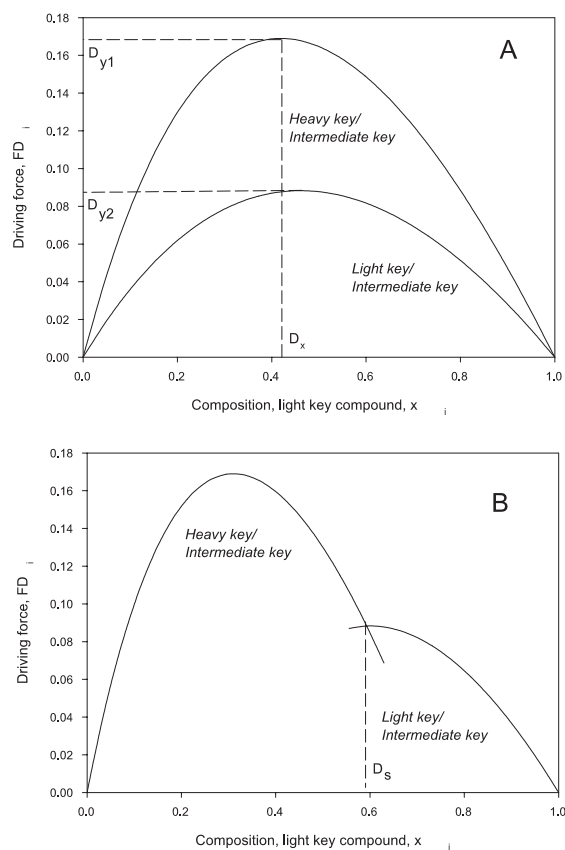 A
0.18
0.16
0.14
0.12
0.10
0.08
0.06
0.04
0.02
0.00
Driving force, FD i
D y1
D y2
Heavy key/
Intermediate key
Light key/
Intermediate key
D x
0.0 0.2 0.4 0.6 0.8 1.0
Composition, light key compound, x i
B
0.18
0.16
0.14
0.12
0.10
0.08
0.06
0.04
0.02
0.00
Driving force, FD i
Heavy key/
Intermediate key
Light key/
Intermediate key
D S
0.0 0.2 0.4 0.6 0.8 1.0
Composition, light key compound, x i